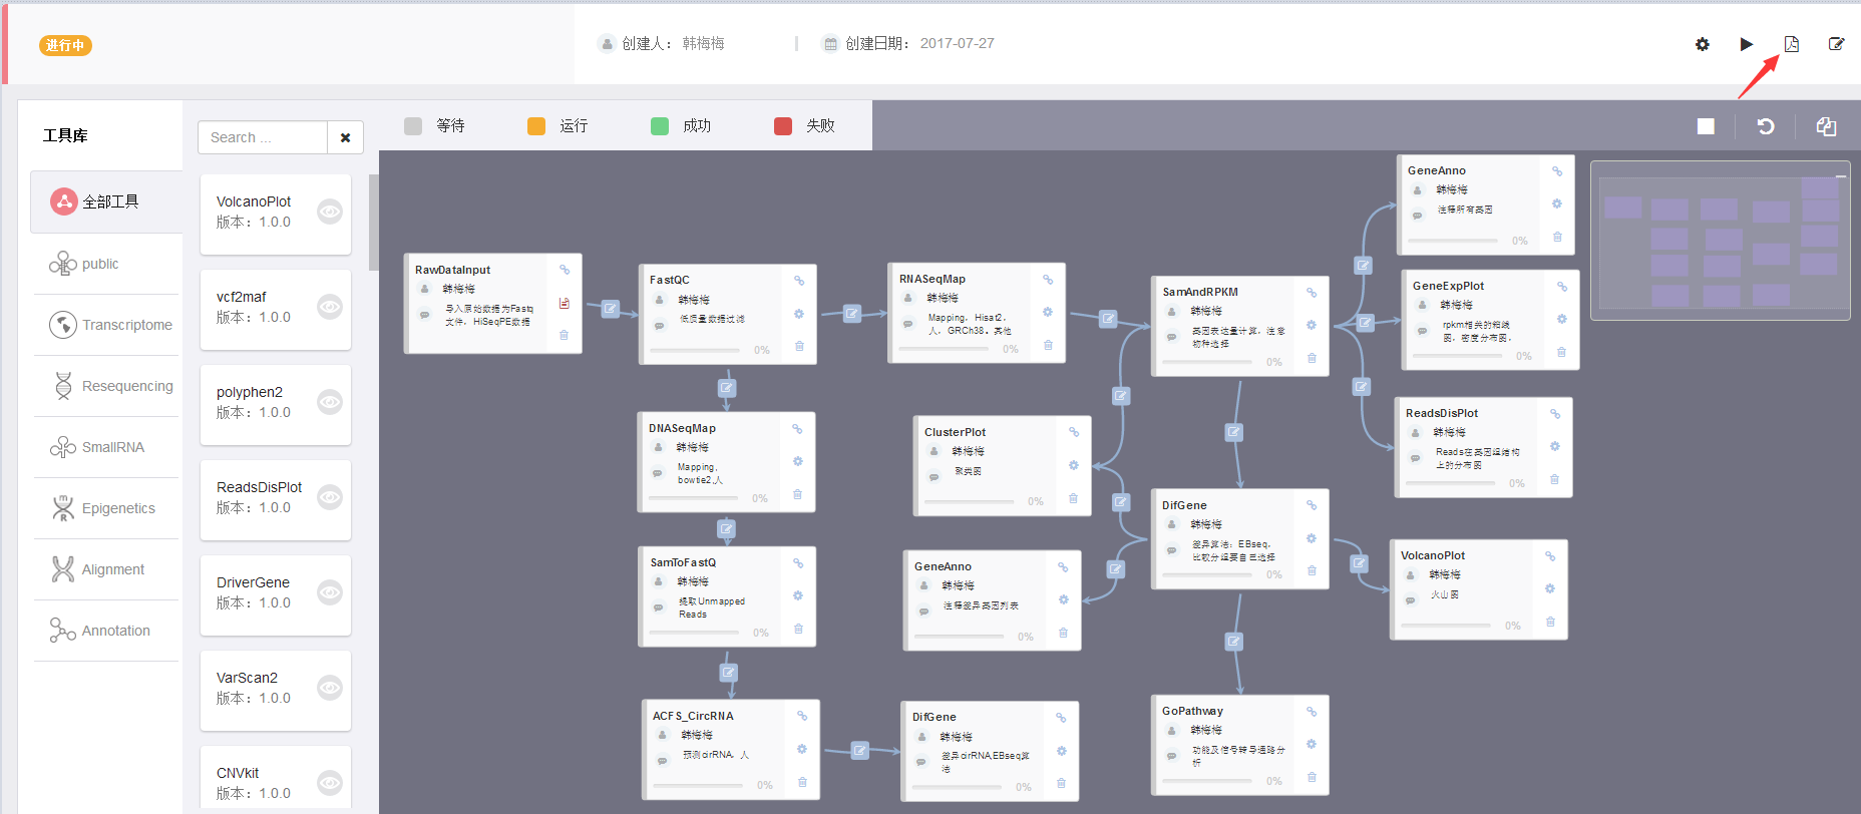 进行中
创建人： 韩梅梅
创建日期： 2017-07-27
工具库
全部工具
public
Transcriptome
Resequencing
SmallRNA
Epigenetics
Alignment
Annotation
Search ...
VolcanoPlot
版本：1.0.0
vcf2maf
版本：1.0.0
polyphen2
版本：1.0.0
ReadsDisPlot
版本：1.0.0
DriverGene
版本：1.0.0
VarScan2
版本：1.0.0
CNVkit
版本：1.0.0
等待
运行
成功
失败
RawDataInput
韩梅梅
导入原始数据为Fastq
文件，HiSeqPE数据
FastQC
韩梅梅
低质量数据过滤
0%
RNASeqMap
韩梅梅
Mapping，Hisat2，
人，GRCh38，其他
0%
SamAndRPKM
韩梅梅
基因表达量计算，注意
物种选择
0%
GeneAnno
韩梅梅
注释所有基因
0%
GeneExpPlot
韩梅梅
rpkm相关的箱线
图，密度分布图，
0%
ReadsDisPlot
韩梅梅
Reads在基因组结构
上的分布图
0%
DNASeqMap
韩梅梅
Mapping，
bowtie2,人
0%
ClusterPlot
韩梅梅
聚类图
0%
DifGene
韩梅梅
差异算法：EBseq，
比较分组要自己选择
0%
SamToFastQ
韩梅梅
提取Unmapped
Reads
0%
GeneAnno
韩梅梅
注释差异基因列表
0%
VolcanoPlot
韩梅梅
火山图
0%
ACFS_CircRNA
韩梅梅
预测cirRNA，人
0%
DifGene
韩梅梅
差异cirRNA,EBseq算
法
0%
GoPathway
韩梅梅
功能及信号转导通路分
析
0%